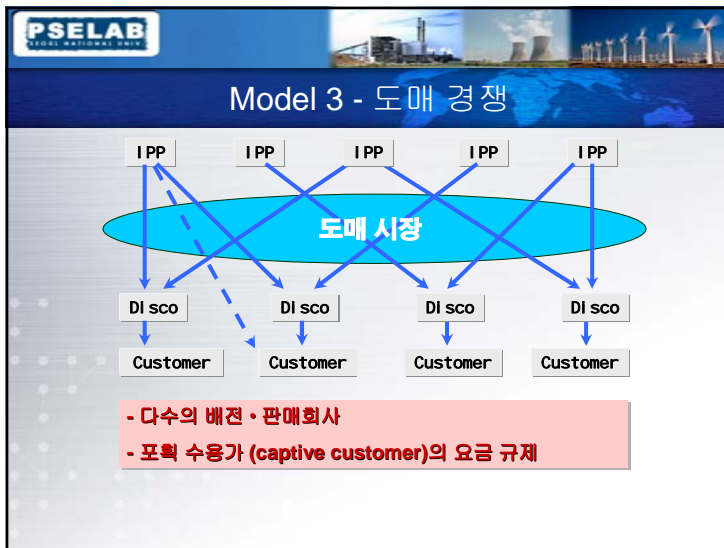 PSELAB
SEOUL NATIONAL UNIV.
Model 3 - 도매 경쟁
IPP IPP IPP IPP IPP
도매 시장
Disco Disco Disco Disco
Customer Customer Customer Customer
- 다수의 배전・판매회사
- 포획 수용가 (captive customer)의 요금 규제